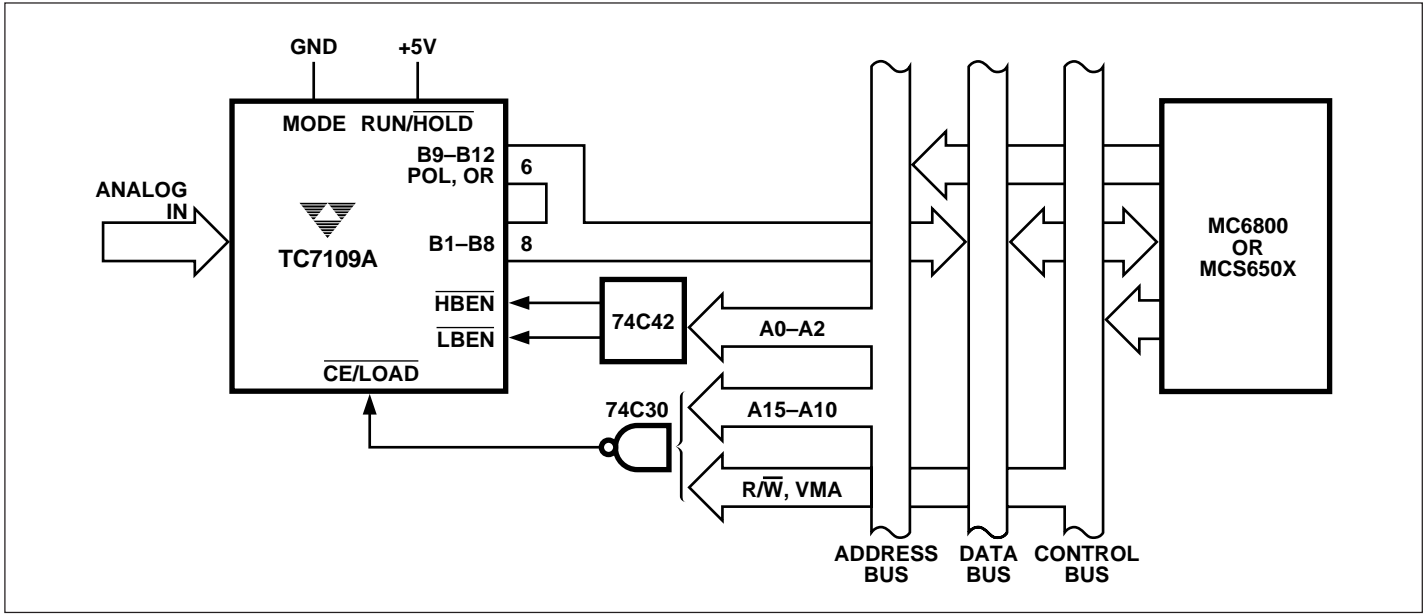 GND +5V
MODE RUN/HOLD
B9–B12
POL, OR
6
ANALOG
IN
TC7109A
B1–B8
8
HBEN
LBEN
CE/LOAD
74C42
A0–A2
74C30
A15–A10
R/W, VMA
MC6800
OR
MCS650X
ADDRESS
BUS
DATA
BUS
CONTROL
BUS